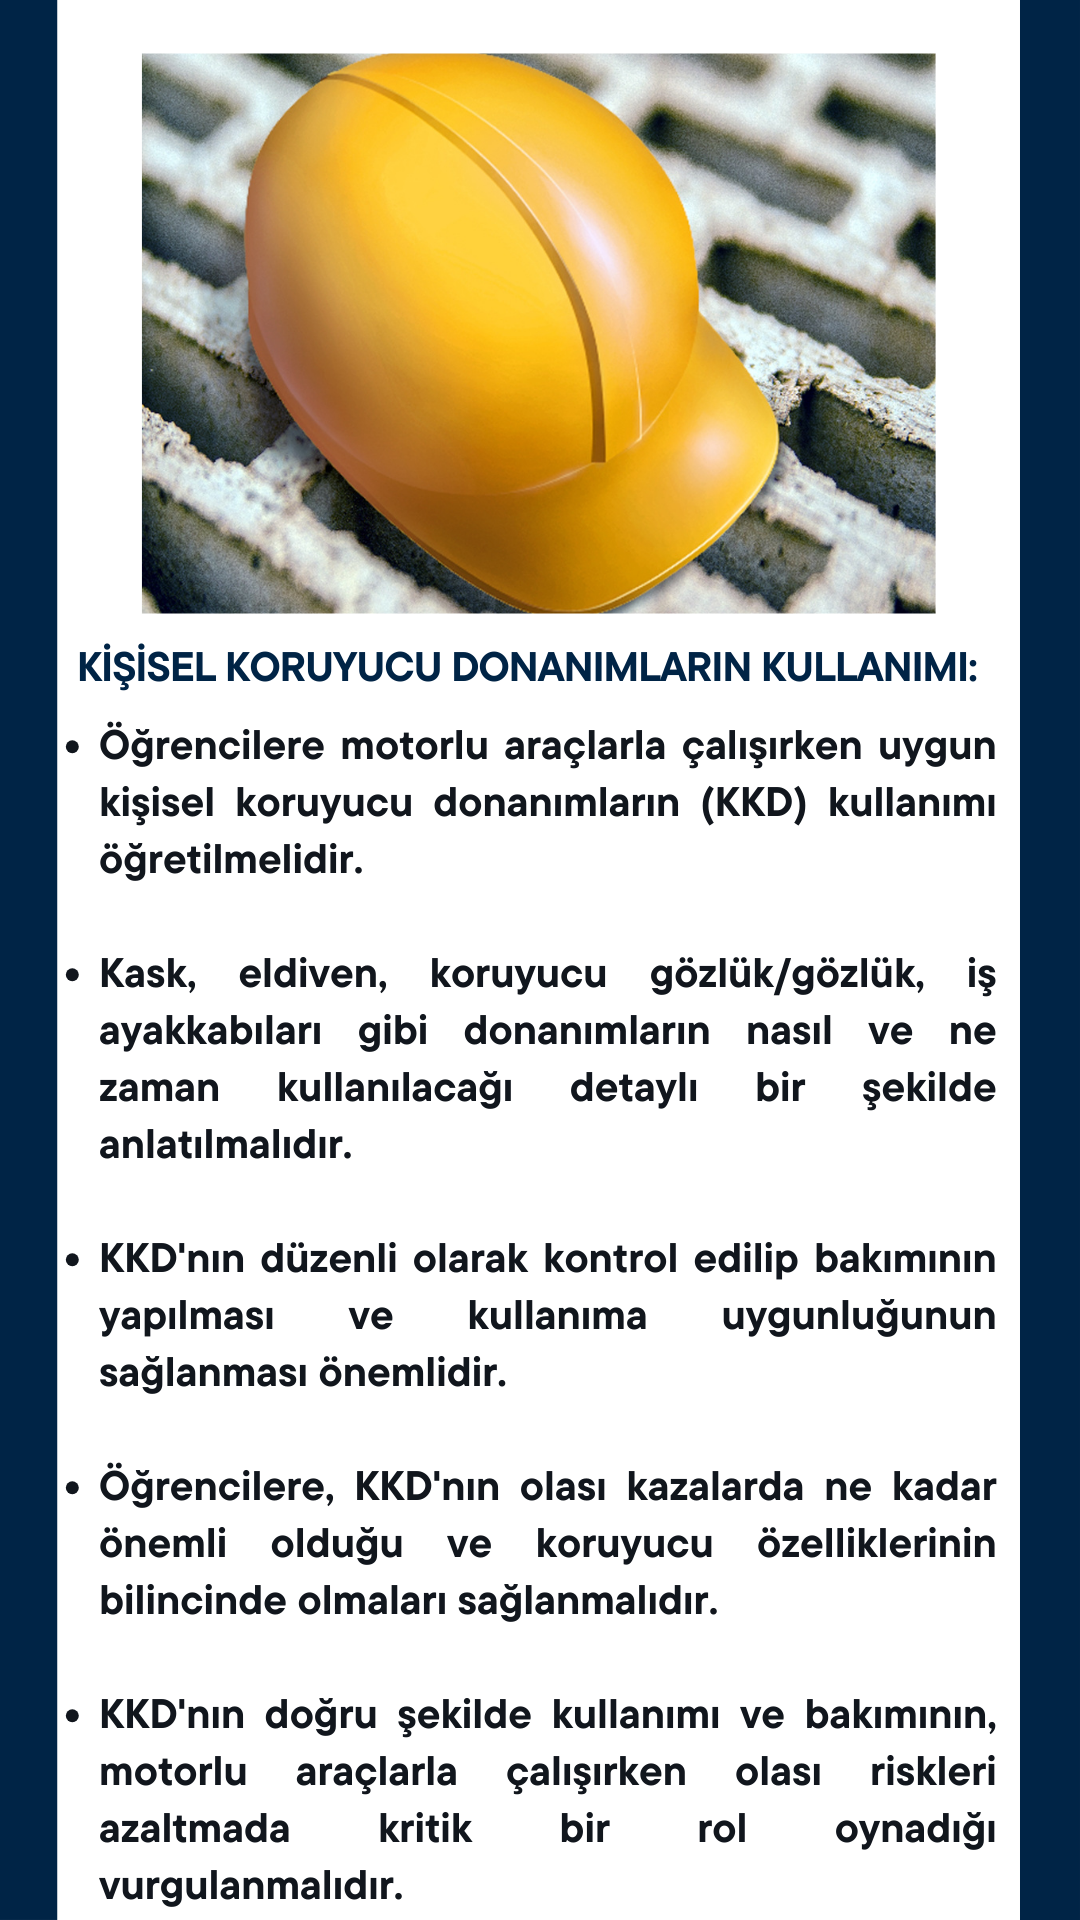 KİŞİSEL KORUYUCU DONANIMLARIN KULLANIMI:
• Öğrencilere motorlu araçlarla çalışırken uygun
kişisel koruyucu donanımların (KKD) kullanımı
öğretilmelidir.
• Kask, eldiven, koruyucu gözlük/gözlük, iş
ayakkabıları gibi donanımların nasıl ve ne
zaman kullanılacağı detaylı bir şekilde
anlatılmalıdır.
• KKD'nın düzenli olarak kontrol edilip bakımının
yapılması ve kullanıma uygunluğunun
sağlanması önemlidir.
• Öğrencilere, KKD'nın olası kazalarda ne kadar
önemli olduğu ve koruyucu özelliklerinin
bilincinde olmaları sağlanmalıdır.
• KKD'nın doğru şekilde kullanımı ve bakımının,
motorlu araçlarla çalışırken olası riskleri
azaltmada kritik bir rol oynadığı
vurgulanmalıdır.